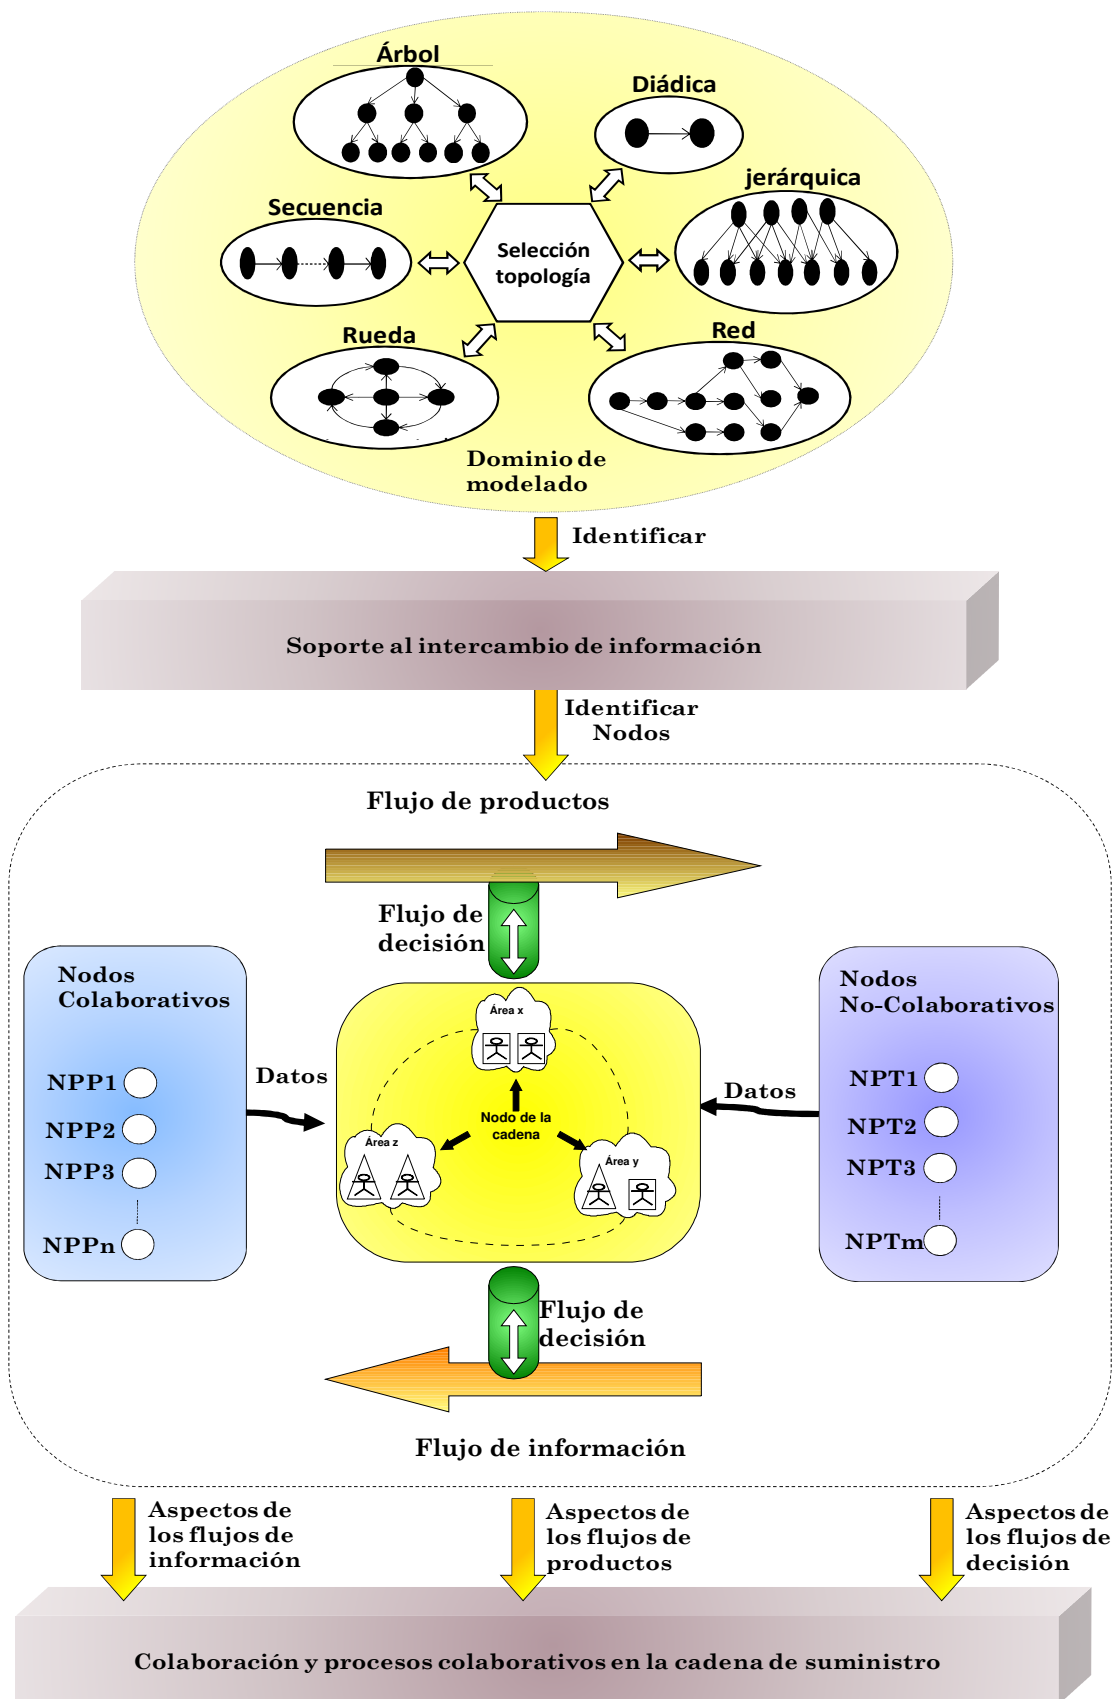 Árbol
Diádica
jerárquica
Secuencia
Selección
topología
Rueda
Red
Dominio de
modelado
Identificar
Soporte al intercambio de información
Identificar
Nodos
Flujo de productos
Flujo de
decisión
Nodos
Colaborativos
NPP1
NPP2
NPP3
NPPn
Datos
Área x
Nodo de la
cadena
Área z
Área y
Datos
Nodos
No-Colaborativos
NPT1
NPT2
NPT3
NPTm
Flujo de
decisión
Flujo de información
Aspectos de
los flujos de
información
Aspectos de
los flujos de
productos
Aspectos de
los flujos de
decisión
Colaboración y procesos colaborativos en la cadena de suministro